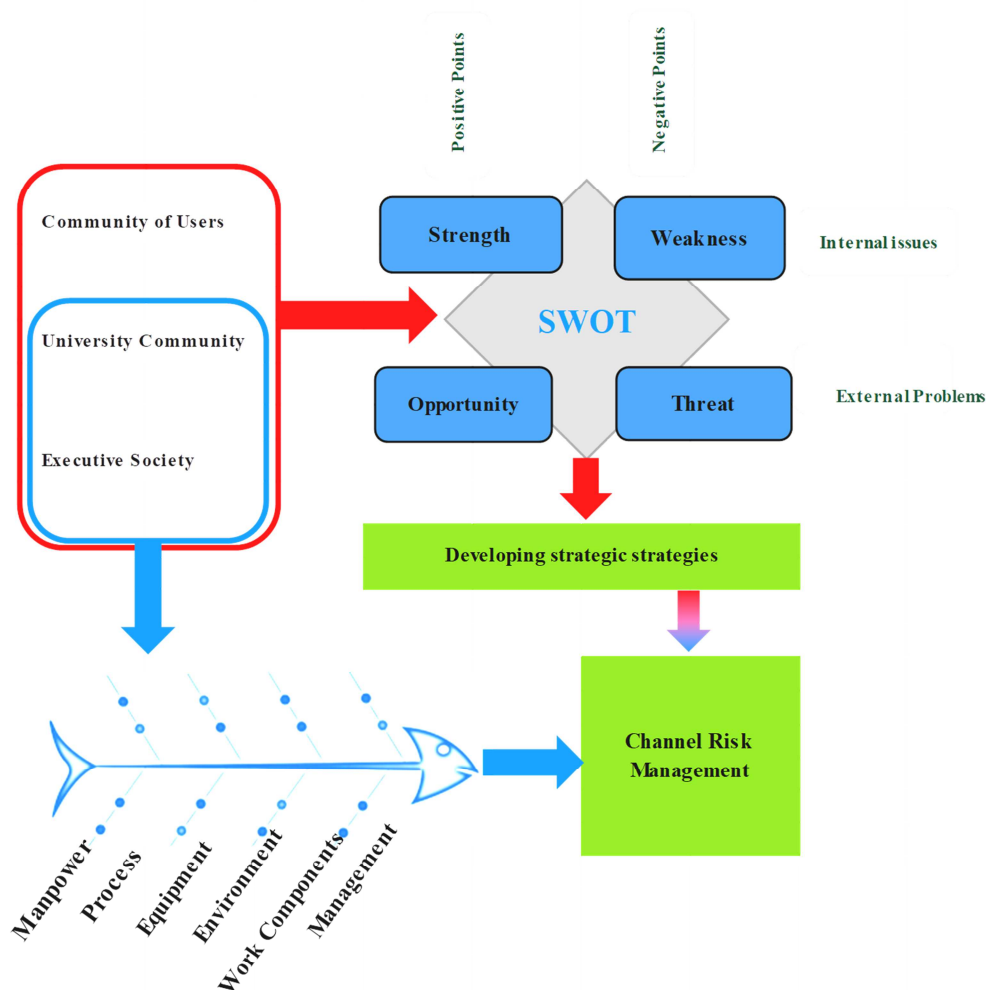 Positive Points
Negative Points
Community of Users
Strength
Weakness
Internal issues
University Community
SWOT
Opportunity
Threat
External Problems
Executive Society
Developing strategic strategies
Channel Risk
Management
Manpower
Process
Equipment
Environment
Work Components
Management